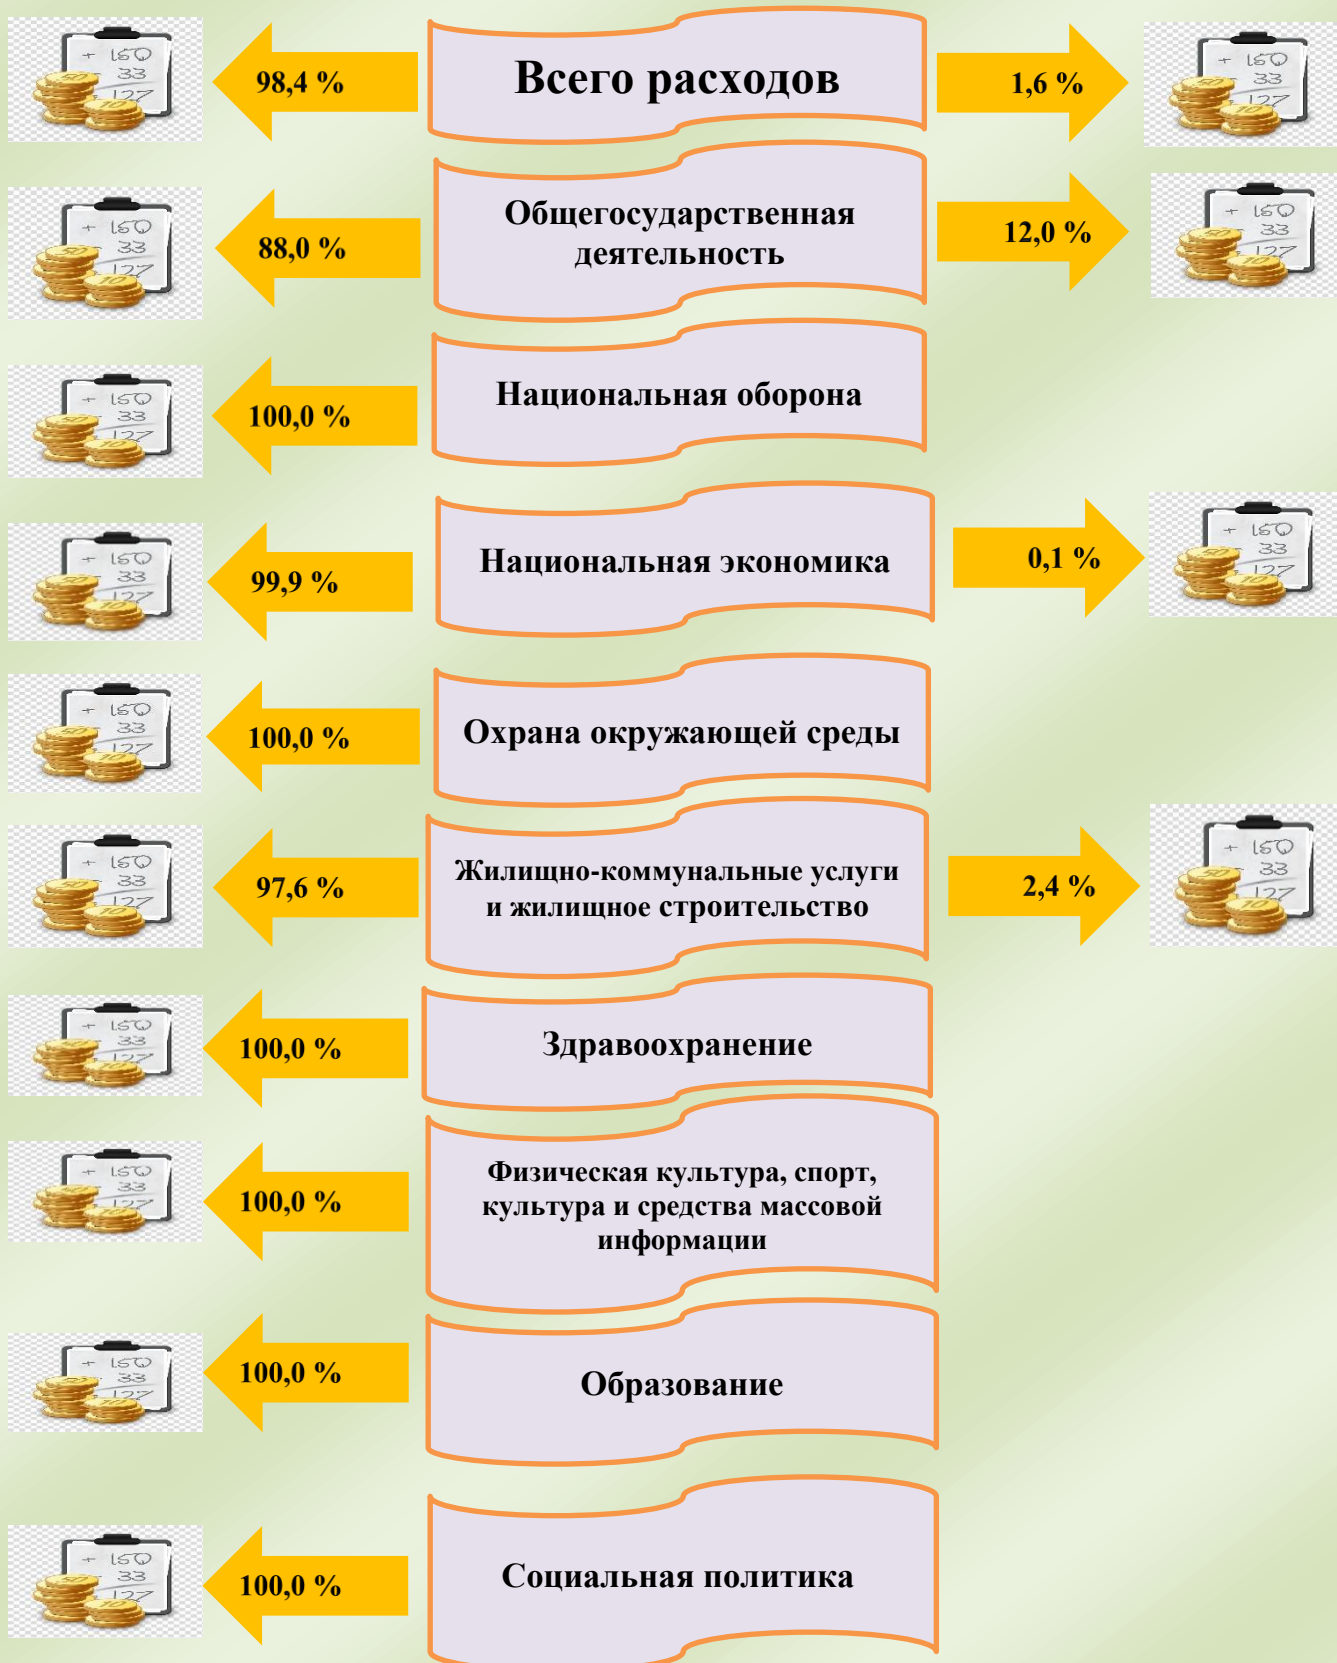 98,4 %
Всего расходов
1,6 %
88,0 %
Общегосударственная
деятельность
12,0 %
100,0 %
Национальная оборона
99,9 %
Национальная экономика
0,1 %
100,0 %
Охрана окружающей среды
97,6 %
Жилищно-коммунальные услуги
и жилищное строительство
2,4 %
100,0 %
Здравоохранение
100,0 %
Физическая культура, спорт,
культура и средства массовой
информации
100,0 %
Образование
100,0 %
Социальная политика